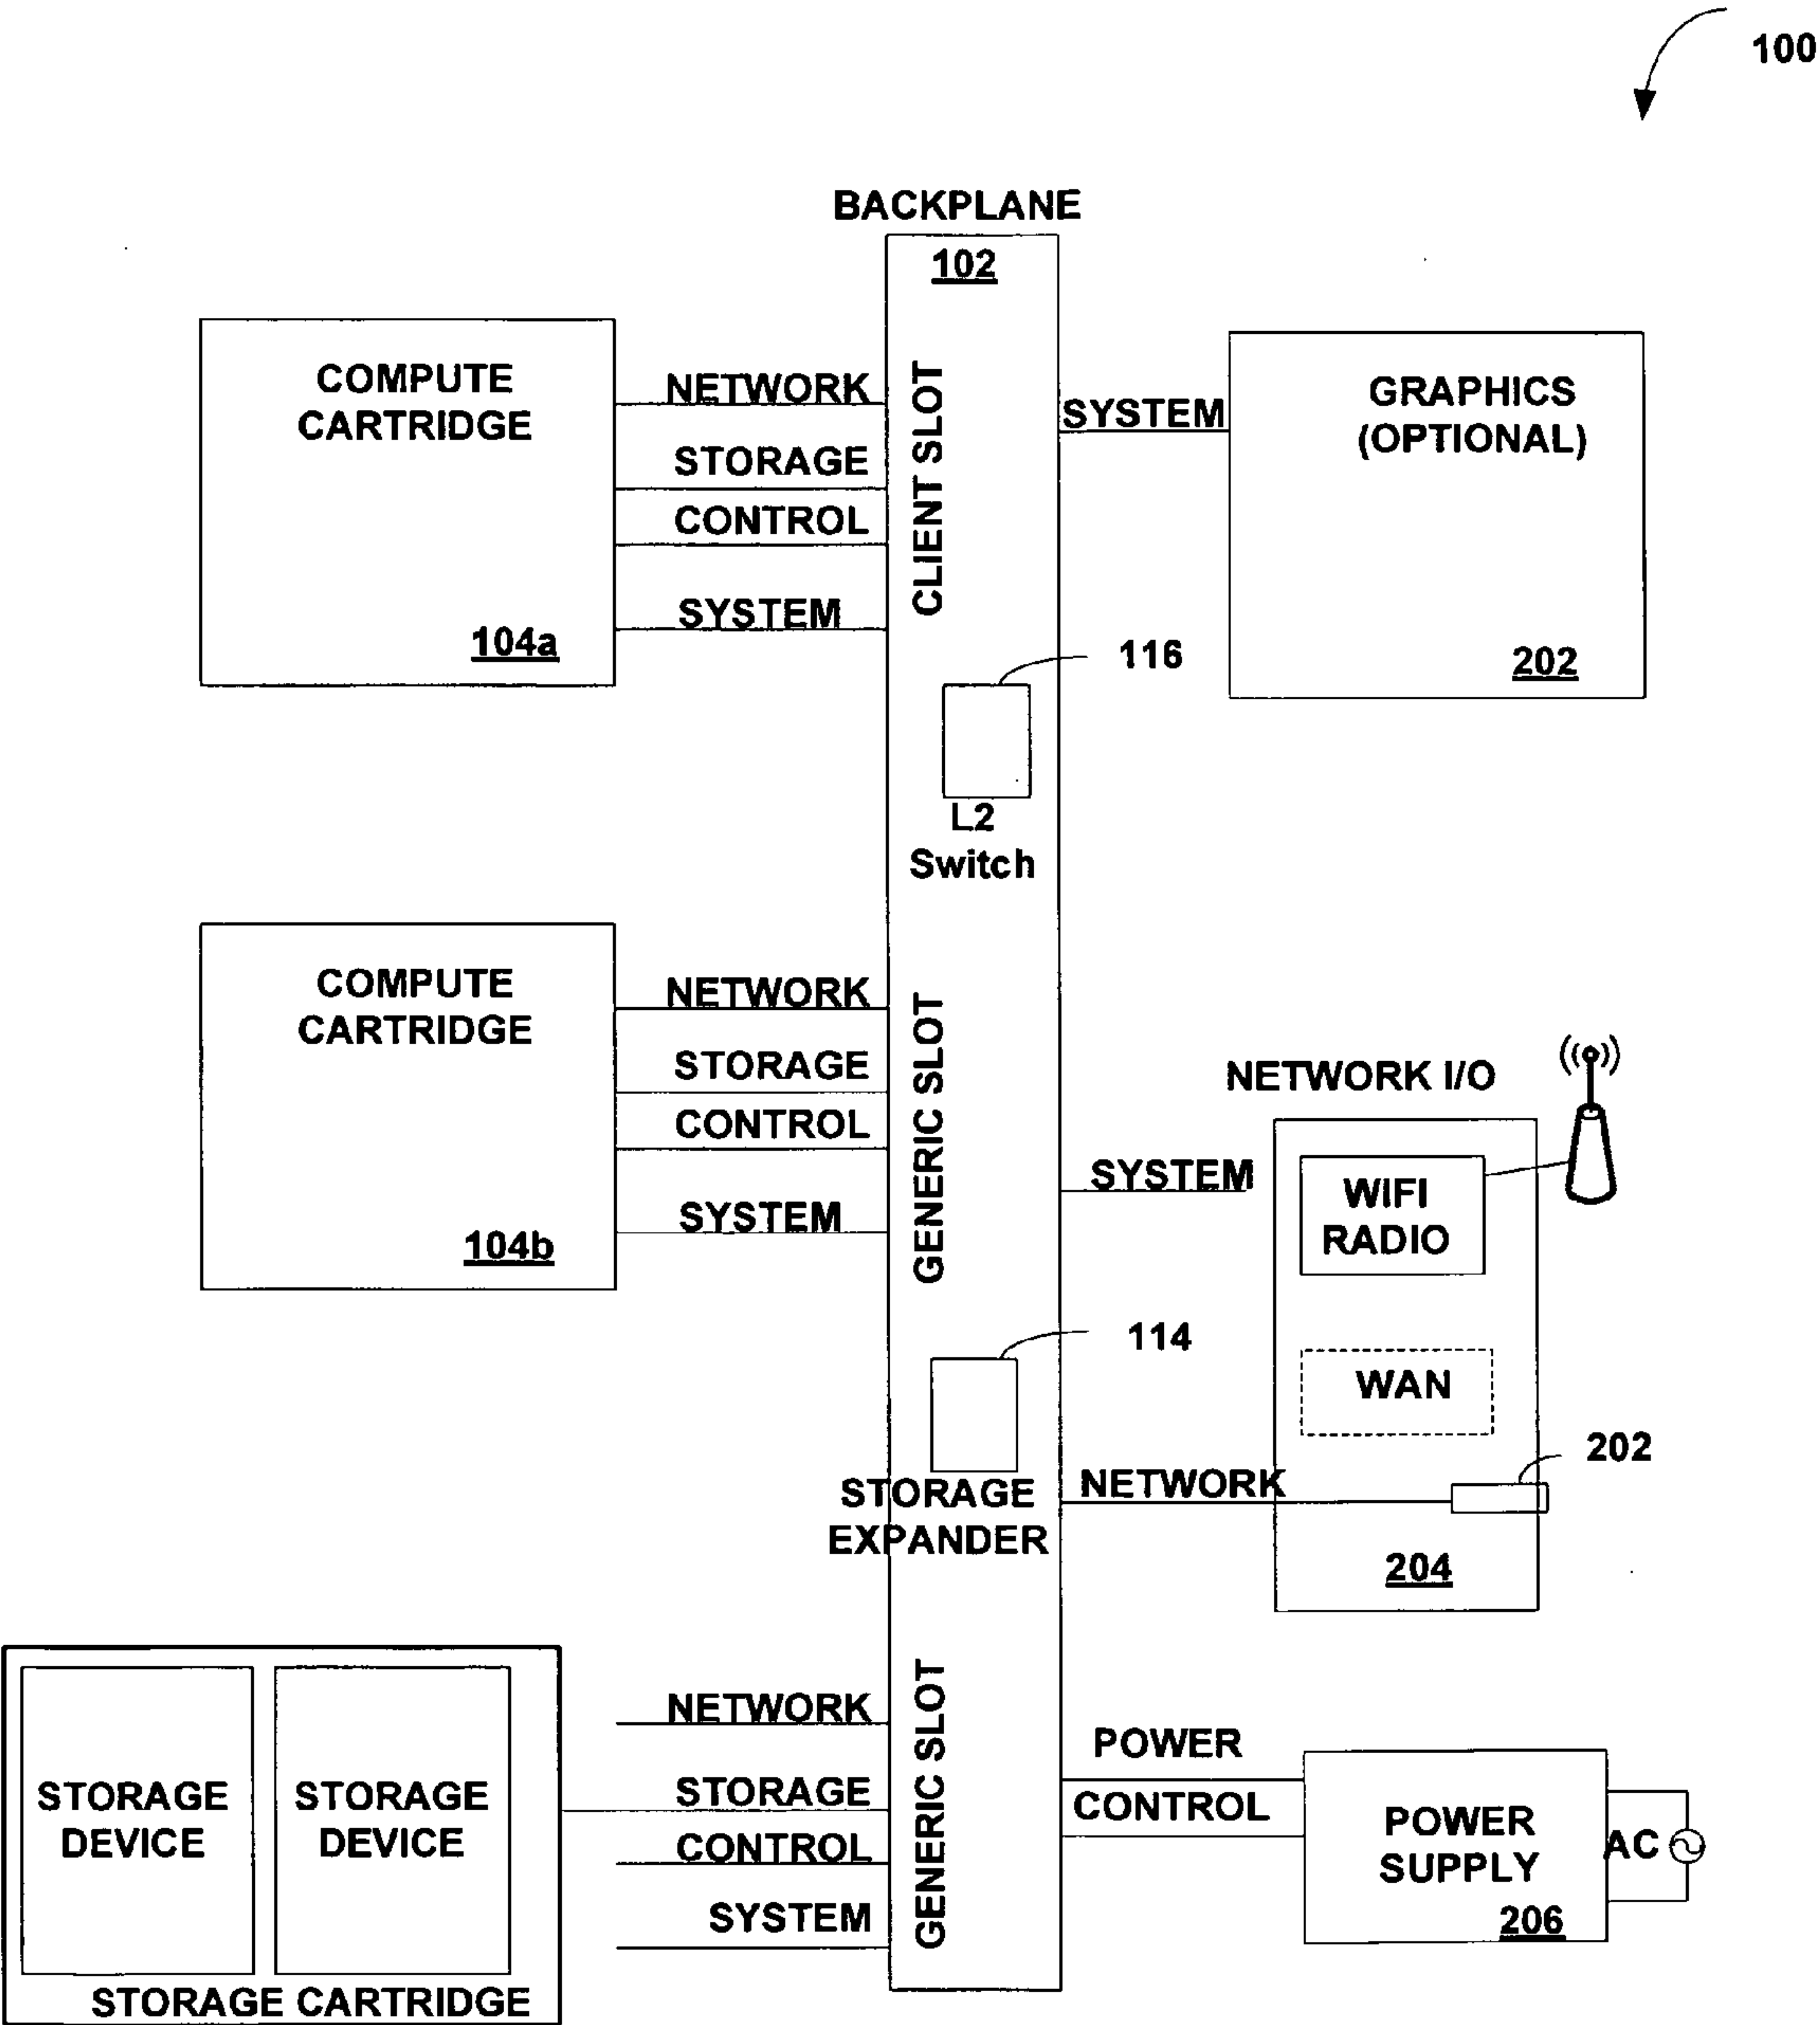 100
BACKPLANE
102
COMPUTE
CARTRIDGE
104a
NETWORK
STORAGE
CONTROL
SYSTEM
CLIENT SLOT
SYSTEM
GRAPHICS
(OPTIONAL)
202
116
L2
Switch
COMPUTE
CARTRIDGE
104b
NETWORK
STORAGE
CONTROL
SYSTEM
GENERIC SLOT
SYSTEM
NETWORK I/O
WIFI
RADIO
WAN
202
NETWORK
204
114
STORAGE
EXPANDER
STORAGE
DEVICE
STORAGE
DEVICE
STORAGE CARTRIDGE
NETWORK
STORAGE
CONTROL
SYSTEM
GENERIC SLOT
POWER
CONTROL
POWER
SUPPLY
206
AC